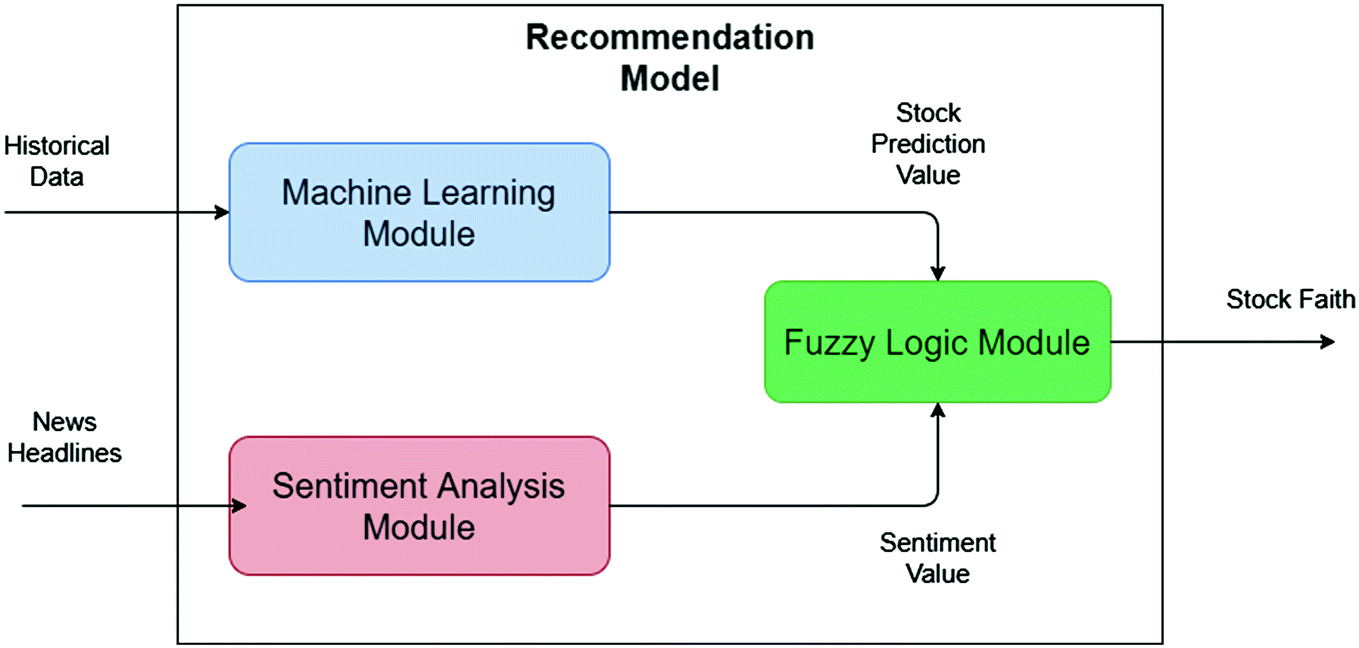 Recommendation
Model
Historical
Data
Machine Learning
Module
Stock
Prediction
Value
Fuzzy Logic Module
Stock Faith
News
Headlines
Sentiment Analysis
Module
Sentiment
Value